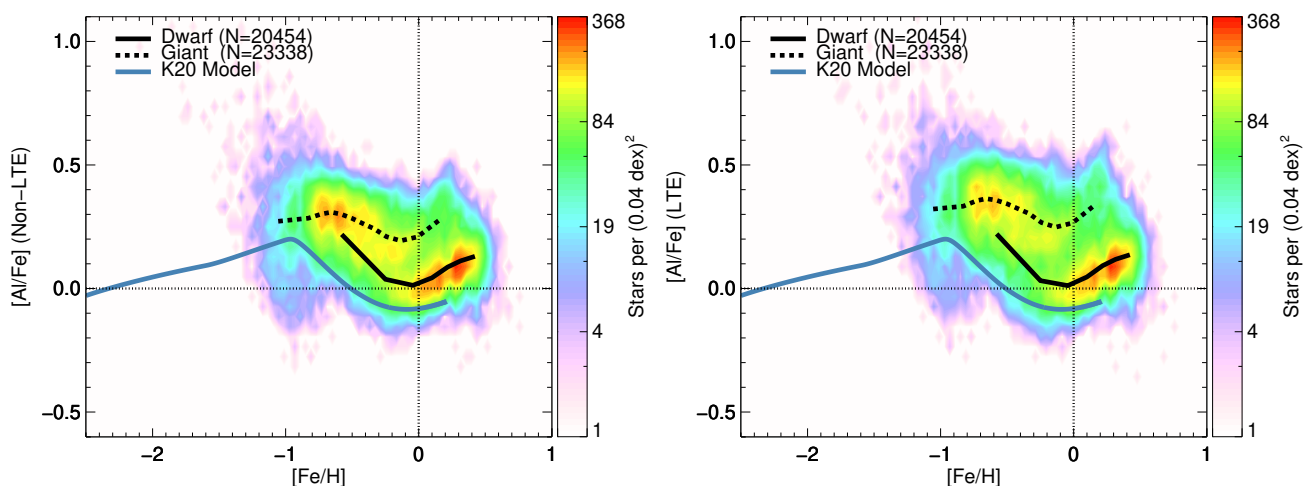 Dwarf (N=20454)
Giant (N=23338)
K20 Model
1.0
0.5
0.0
−0.5
[Al/Fe] (Non−LTE)
−2
−1
0
1
[Fe/H]
368
84
19
4
1
Stars per (0.04 dex)²
Dwarf (N=20454)
Giant (N=23338)
K20 Model
1.0
0.5
0.0
−0.5
[Al/Fe] (LTE)
−2
−1
0
1
[Fe/H]
368
84
19
4
1
Stars per (0.04 dex)²